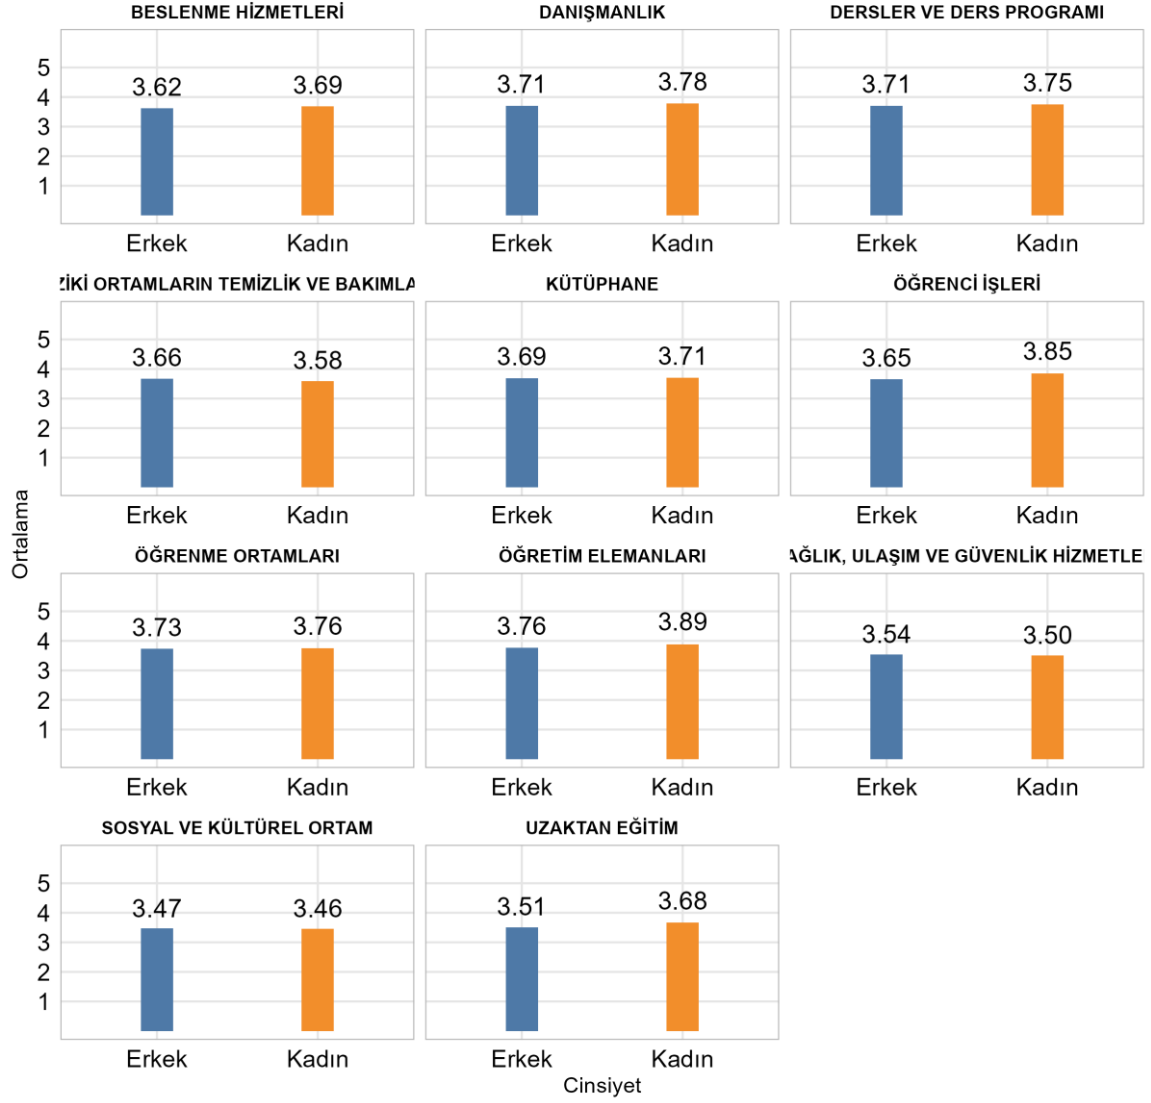 BESLENME HİZMETLERİ
DANIŞMANLIK
DERSLER VE DERS PROGRAMI
5
4
3
2
1
3.62
3.69
3.71
3.78
3.71
3.75
Erkek
Kadın
Erkek
Kadın
Erkek
Kadın
ZİKİ ORTAMLARIN TEMİZLİK VE BAKIMLA
KÜTÜPHANE
ÖĞRENCİ İŞLERİ
5
4
3
2
1
3.66
3.58
3.69
3.71
3.65
3.85
Erkek
Kadın
Erkek
Kadın
Erkek
Kadın
Ortalama
ÖĞRENME ORTAMLARI
ÖĞRETİM ELEMANLARI
AĞLIK, ULAŞIM VE GÜVENLİK HİZMETLE
5
4
3
2
1
3.73
3.76
3.76
3.89
3.54
3.50
Erkek
Kadın
Erkek
Kadın
Erkek
Kadın
SOSYAL VE KÜLTÜREL ORTAM
UZAKTAN EĞİTİM
5
4
3
2
1
3.47
3.46
3.51
3.68
Erkek
Kadın
Erkek
Kadın
Cinsiyet